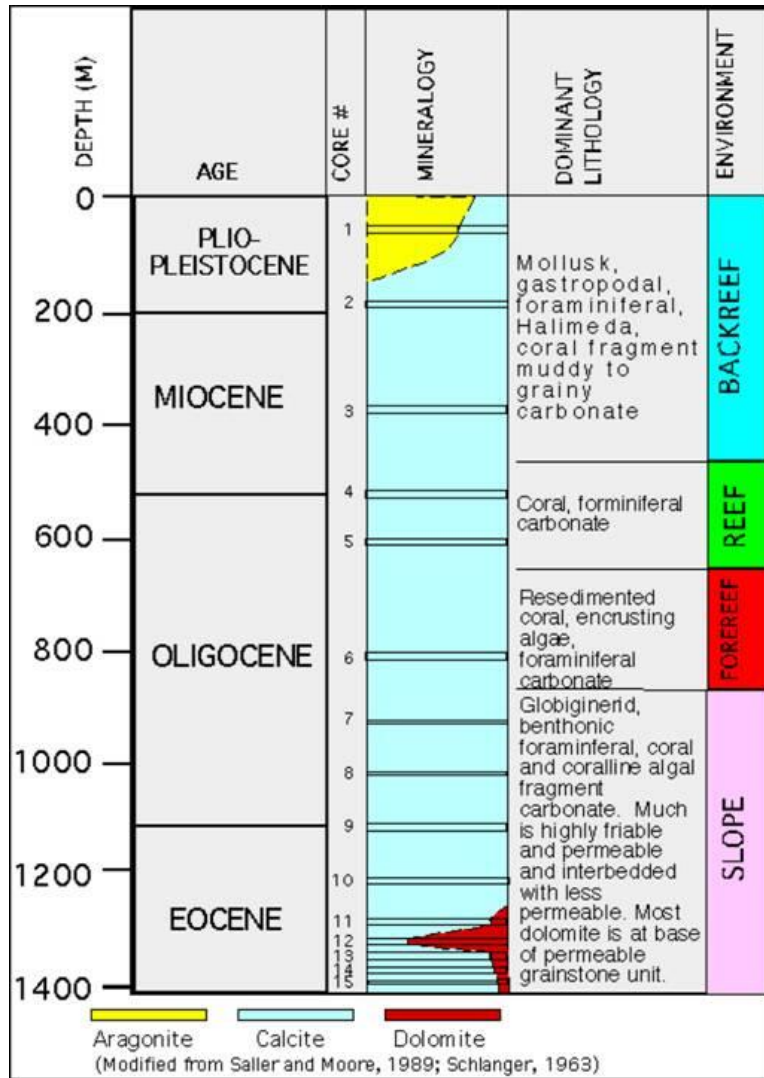 DEPTH (M)
AGE
CORE #
MINERALOGY
DOMINANT
LITHOLOGY
ENVIRONMENT
0
200
400
600
800
1000
1200
1400
PLIO-
PLEISTOCENE
MIOCENE
OLIGOCENE
EOCENE
1
2
3
4
5
6
7
8
9
10
11
12
13
14
15
Mollusk,
gastropodal,
foraminiferal,
Halimeda,
coral fragment
muddy to
grainy
carbonate
Coral, forminiferal
carbonate
Resedimented
coral, encrusting
algae,
foraminiferal
carbonate
Globiginerid,
benthonic
foraminferal, coral
and coralline algal
fragment
carbonate. Much
is highly friable
and permeable
and interbedded
with less
permeable. Most
dolomite is at base
of permeable
grainstone unit.
BACKREEF
REEF
FOREREEF
SLOPE
Aragonite
Calcite
Dolomite
(Modified from Saller and Moore, 1989; Schlanger, 1963)